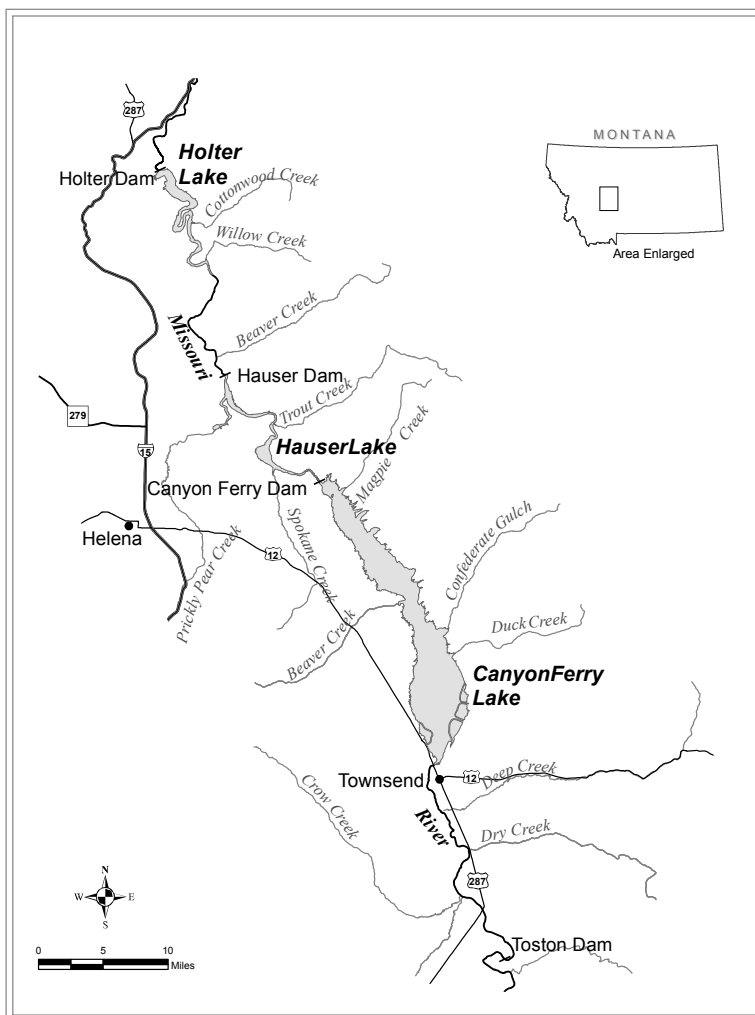 MONTANA
Area Enlarged
287
Holter
Lake
Holter Dam
Cottonwood Creek
Willow Creek
Missouri
Beaver Creek
Hauser Dam
Trout Creek
279
HauserLake
15
Magpie Creek
Canyon Ferry Dam
Helena
12
Spokane Creek
Prickly Pear Creek
Confederate Gulch
Beaver Creek
Duck Creek
CanyonFerry
Lake
Townsend
12
Deep Creek
Crow Creek
River
Dry Creek
287
Toston Dam
N
W E
S
0 5 10
Miles